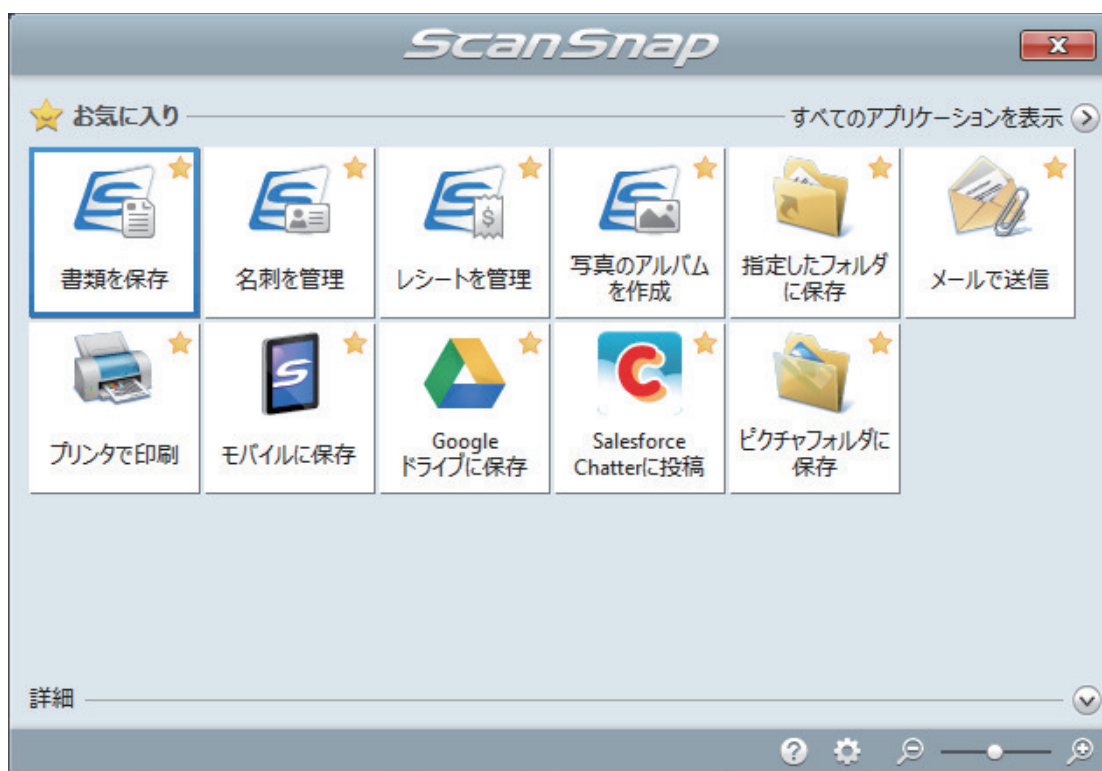 ScanSnap
お気に入り
すべてのアプリケーションを表示
書類を保存
名刺を管理
レシートを管理
写真のアルバム
を作成
指定したフォルダ
に保存
メールで送信
プリンタで印刷
モバイルに保存
Google
ドライブに保存
Salesforce
Chatterに投稿
ピクチャフォルダに
保存
詳細